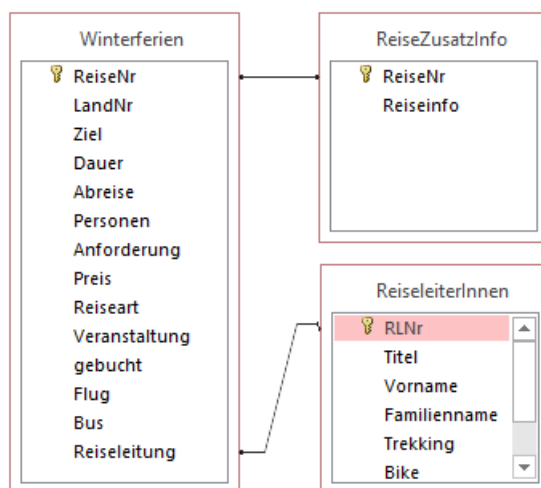 Winterferien
ReiseNr
LandNr
Ziel
Dauer
Abreise
Personen
Anforderung
Preis
Reiseart
Veranstaltung
gebucht
Flug
Bus
Reiseleitung
ReiseZusatzInfo
ReiseNr
Reiseinfo
ReiseleiterInnen
RLNr
Titel
Vorname
Familienname
Trekking
Bike